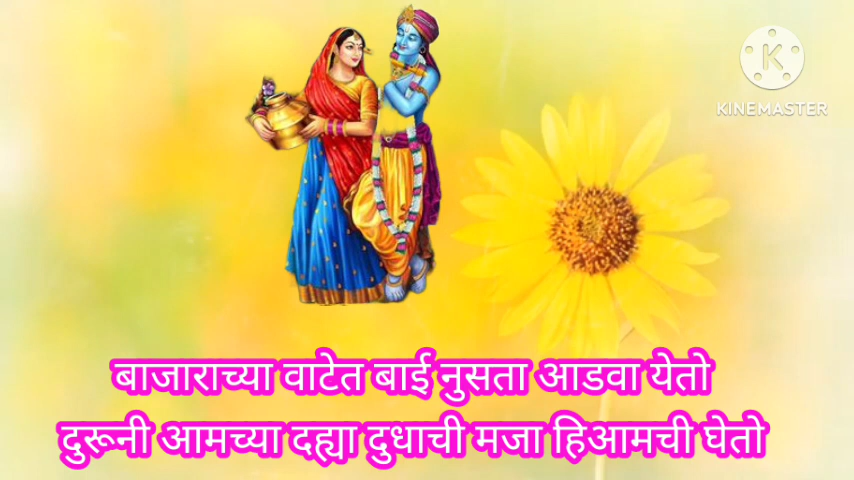 K
KINEMASTER
बाजाराच्या वाटेत बाई नुसता आडवा येतो
दुरूनी आमच्या दह्या दुधाची मजा हिआमची घेतो